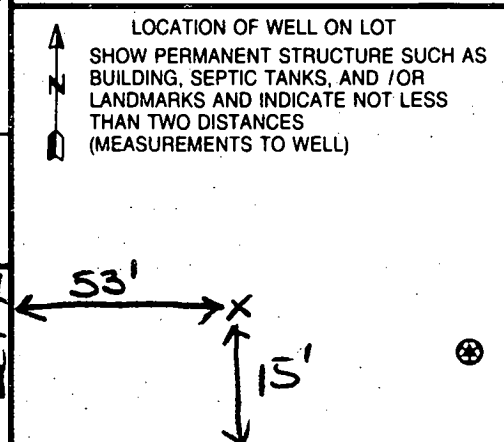 LOCATION OF WELL ON LOT
SHOW PERMANENT STRUCTURE SUCH AS
BUILDING, SEPTIC TANKS, AND /OR
LANDMARKS AND INDICATE NOT LESS
THAN TWO DISTANCES
(MEASUREMENTS TO WELL)
N
53'
X
15'